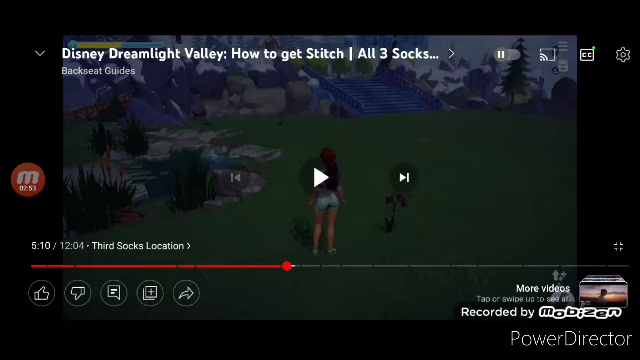 Disney Dreamlight Valley: How to get Stitch | All 3 Socks...
Backseat Guides
CC
m
02:53
5:10 / 12:04 • Third Socks Location >
More videos
Tap or swipe up to see all
Recorded by MOBIZEN
PowerDirector